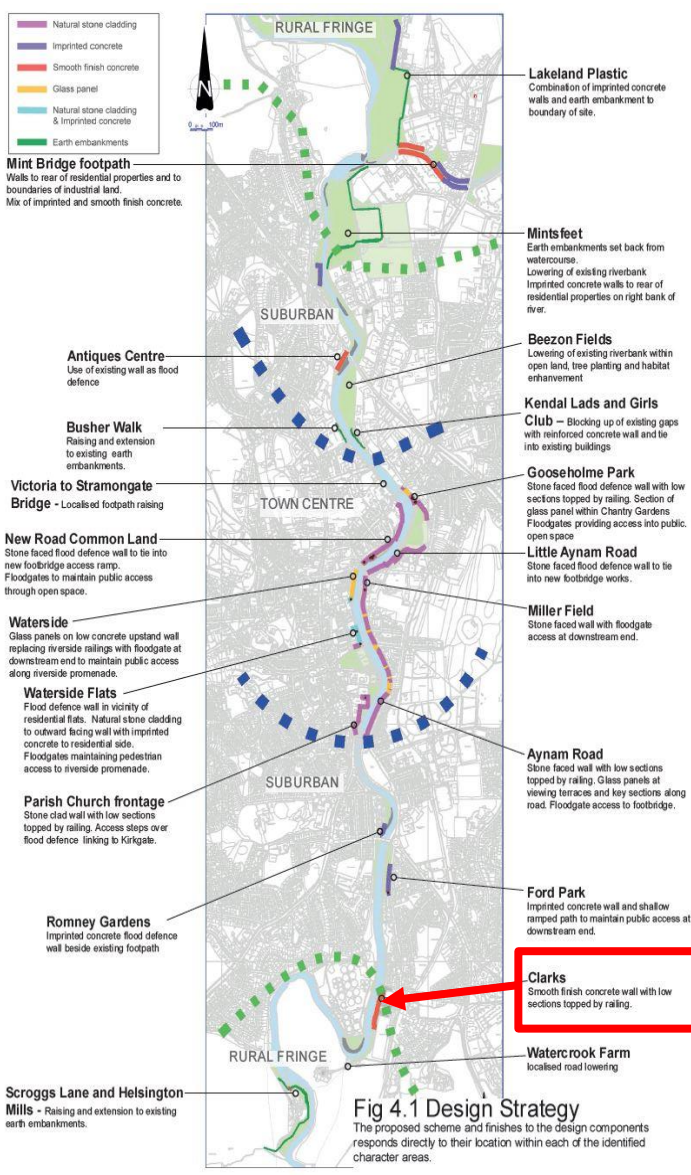 Natural stone cladding
Imprinted concrete
Smooth finish concrete
Glass panel
Natural stone cladding
& Imprinted concrete
Earth embankments
N
0 100m
RURAL FRINGE
Lakeland Plastic
Combination of imprinted concrete
walls and earth embankment to
boundary of site.
Mint Bridge footpath
Walls to rear of residential properties and to
boundaries of industrial land.
Mix of imprinted and smooth finish concrete.
Mintsfeet
Earth embankments set back from
watercourse.
Lowering of existing riverbank
Imprinted concrete walls to rear of
residential properties on right bank of
river.
SUBURBAN
Antiques Centre
Use of existing wall as flood
defence
Beezon Fields
Lowering of existing riverbank within
open land, tree planting and habitat
enhanvement
Busher Walk
Raising and extension
to existing earth
embankments.
Kendal Lads and Girls
Club – Blocking up of existing gaps
with reinforced concrete wall and tie
into existing buildings
Victoria to Stramongate
Bridge - Localised footpath raising
TOWN CENTRE
Gooseholme Park
Stone faced flood defence wall with low
sections topped by railing. Section of
glass panel within Chantry Gardens
Floodgates providing access into public.
open space
New Road Common Land
Stone faced flood defence wall to tie into
new footbridge access ramp.
Floodgates to maintain public access
through open space.
Little Aynam Road
Stone faced flood defence wall to tie
into new footbridge works.
Miller Field
Stone faced wall with floodgate
access at downstream end.
Waterside
Glass panels on low concrete upstand wall
replacing riverside railings with floodgate at
downstream end to maintain public access
along riverside promenade.
Waterside Flats
Flood defence wall in vicinity of
residential flats. Natural stone cladding
to outward facing wall with imprinted
concrete to residential side.
Floodgates maintaining pedestrian
access to riverside promenade.
Aynam Road
Stone faced wall with low sections
topped by railing. Glass panels at
viewing terraces and key sections along
road. Floodgate access to footbridge.
SUBURBAN
Parish Church frontage
Stone clad wall with low sections
topped by railing. Access steps over
flood defence linking to Kirkgate.
Ford Park
Imprinted concrete wall and shallow
ramped path to maintain public access at
downstream end.
Romney Gardens
Imprinted concrete flood defence
wall beside existing footpath
Clarks
Smooth finish concrete wall with low
sections topped by railing.
RURAL FRINGE
Watercrook Farm
localised road lowering
Scroggs Lane and Helsington
Mills - Raising and extension to existing
earth embankments.
Fig 4.1 Design Strategy
The proposed scheme and finishes to the design components
responds directly to their location within each of the identified
character areas.